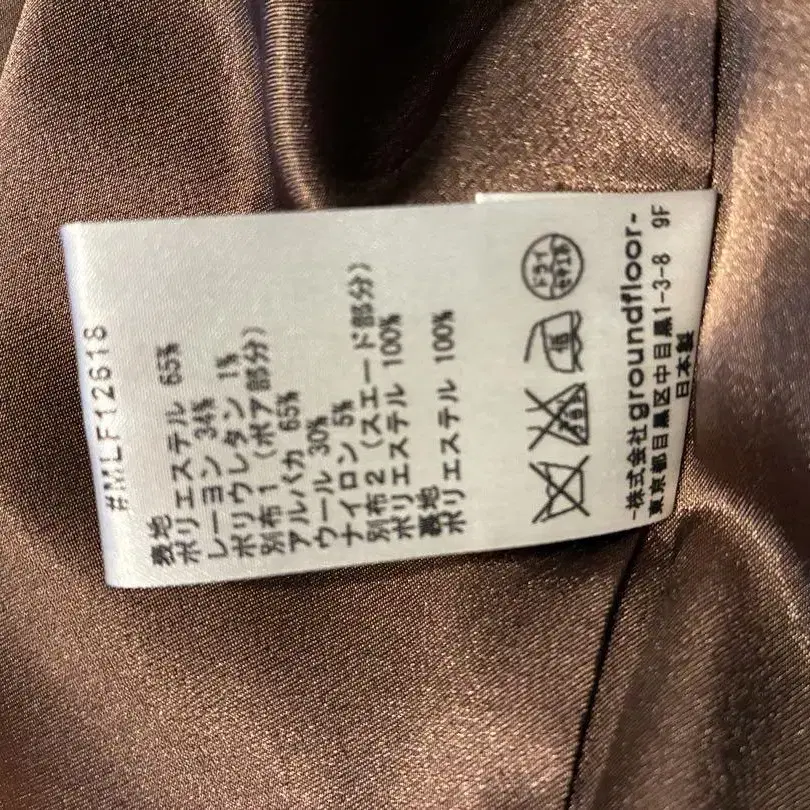 #MLF12618
表地
ポリエステル 65%
レーヨン 34%
ポリウレタン 1%
別布1 (ボア部分)
アルパカ 65%
ウール 30%
ナイロン 5%
別布2 (スエード部分)
ポリエステル 100%
裏地
ポリエステル 100%
ドライ
セキユ系
低
-株式会社groundfloor-
東京都目黒区中目黒1-3-8 9F
日本製